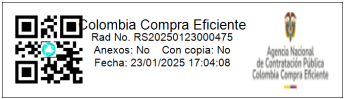 Colombia Compra Eficiente
Rad No. RS20250123000475
Anexos: No Con copia: No
Fecha: 23/01/2025 17:04:08
Agencia Nacional
de Contratación Pública
Colombia Compra Eficiente